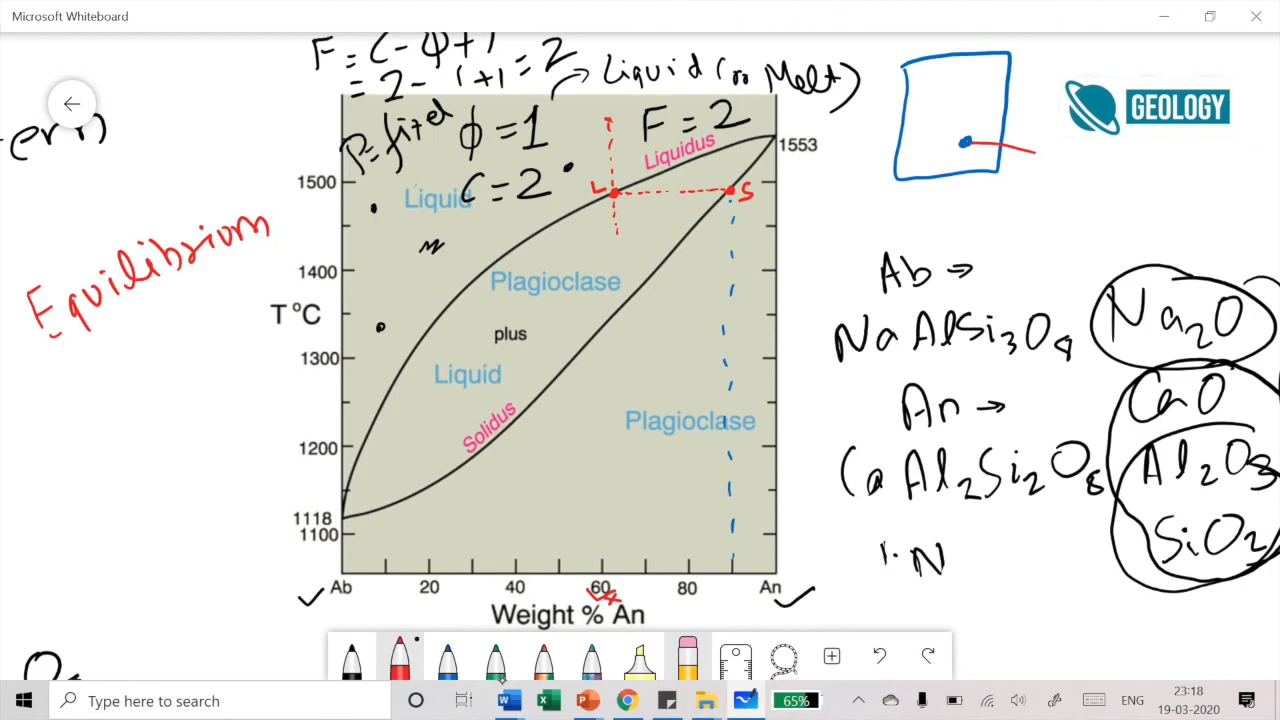 Microsoft Whiteboard
F = C - ϕ + 1
= 2 - 1 + 1 = 2
→ Liquid (or Melt)
P = fixed
ϕ = 1
F = 2
C = 2
GEOLOGY
Liquidus
1553
1500
Liquid
L
S
Equilibrium
1400
Plagioclase
T °C
plus
1300
Liquid
Solidus
Plagioclase
1200
1118
1100
Ab
20
40
60
80
An
Weight % An
Ab →
NaAlSi3O8
Na2O
An →
CaO
CaAl2Si2O8
Al2O3
SiO2
N
Type here to search
65%
ENG
23:18
19-03-2020